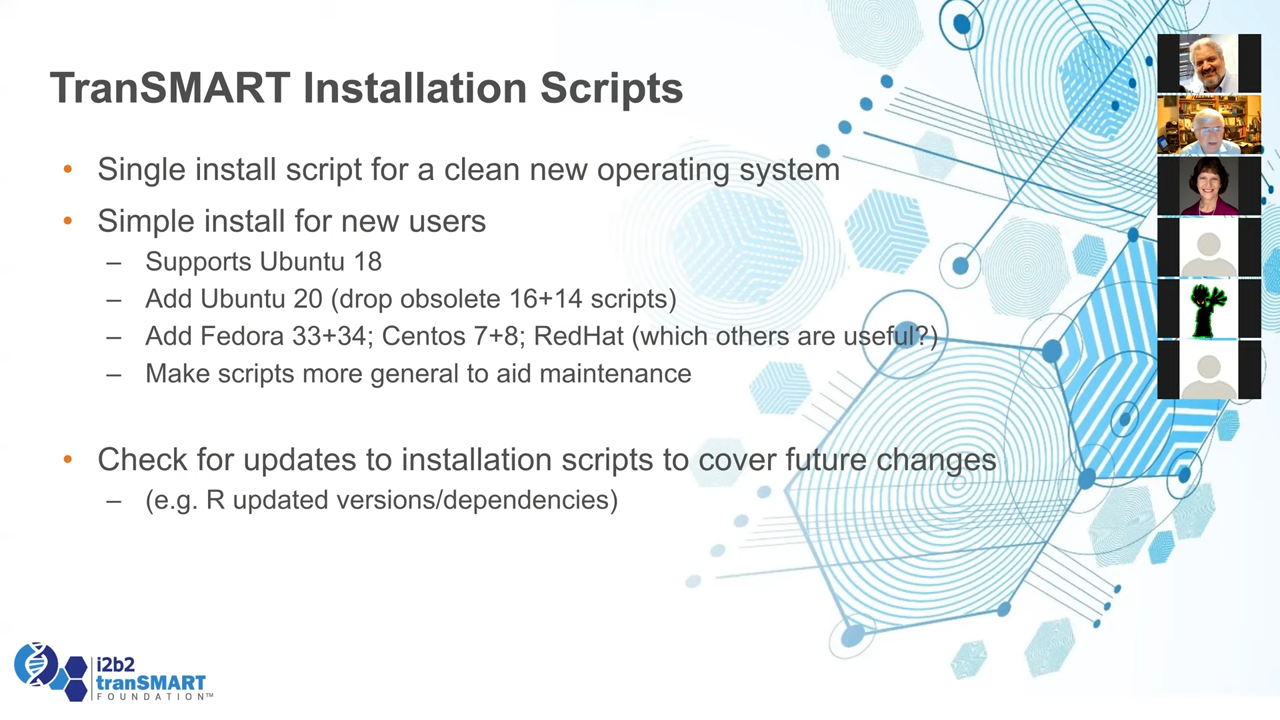 TranSMART Installation Scripts
• Single install script for a clean new operating system
• Simple install for new users
– Supports Ubuntu 18
– Add Ubuntu 20 (drop obsolete 16+14 scripts)
– Add Fedora 33+34; Centos 7+8; RedHat (which others are useful?)
– Make scripts more general to aid maintenance
• Check for updates to installation scripts to cover future changes
– (e.g. R updated versions/dependencies)
i2b2
tranSMART
FOUNDATION™